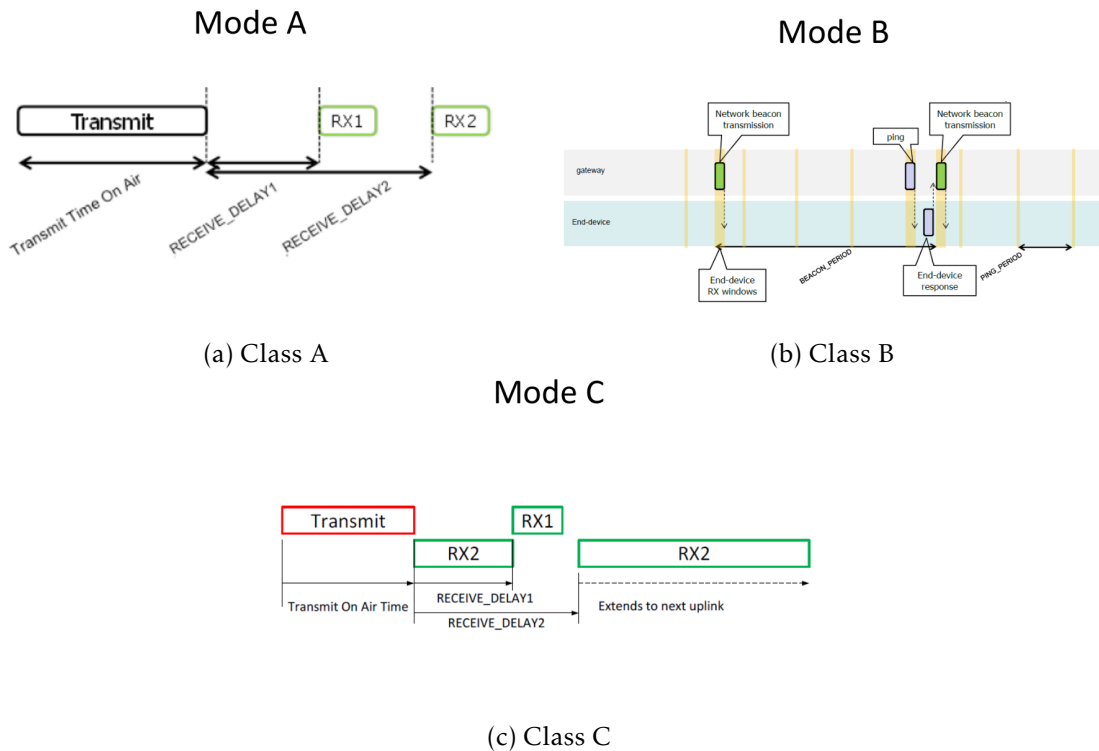 Mode A
Transmit
RX1
RX2
Transmit Time On Air
RECEIVE_DELAY1
RECEIVE_DELAY2
(a) Class A
Mode B
Network beacon
transmission
ping
Network beacon
transmission
gateway
End-device
BEACON_PERIOD
PING_PERIOD
End-device
RX windows
End-device
response
(b) Class B
Mode C
Transmit
RX1
RX2
RX2
Transmit On Air Time
RECEIVE_DELAY1
RECEIVE_DELAY2
Extends to next uplink
(c) Class C